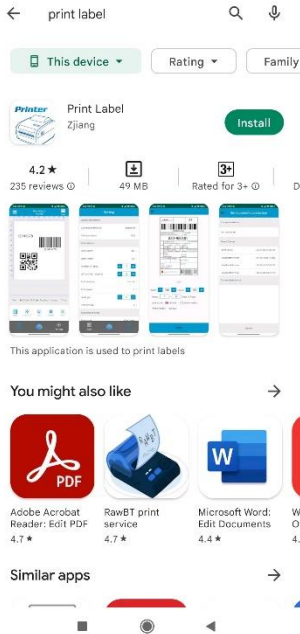 print label
This device
Rating
Family
Printer
Print Label
Zjiang
Install
4.2★
235 reviews
49 MB
3+
Rated for 3+
D
This application is used to print labels
You might also like
PDF
W
Adobe Acrobat
Reader: Edit PDF
4.7★
RawBT print
service
4.7★
Microsoft Word:
Edit Documents
4.4★
W
O
4.
Similar apps